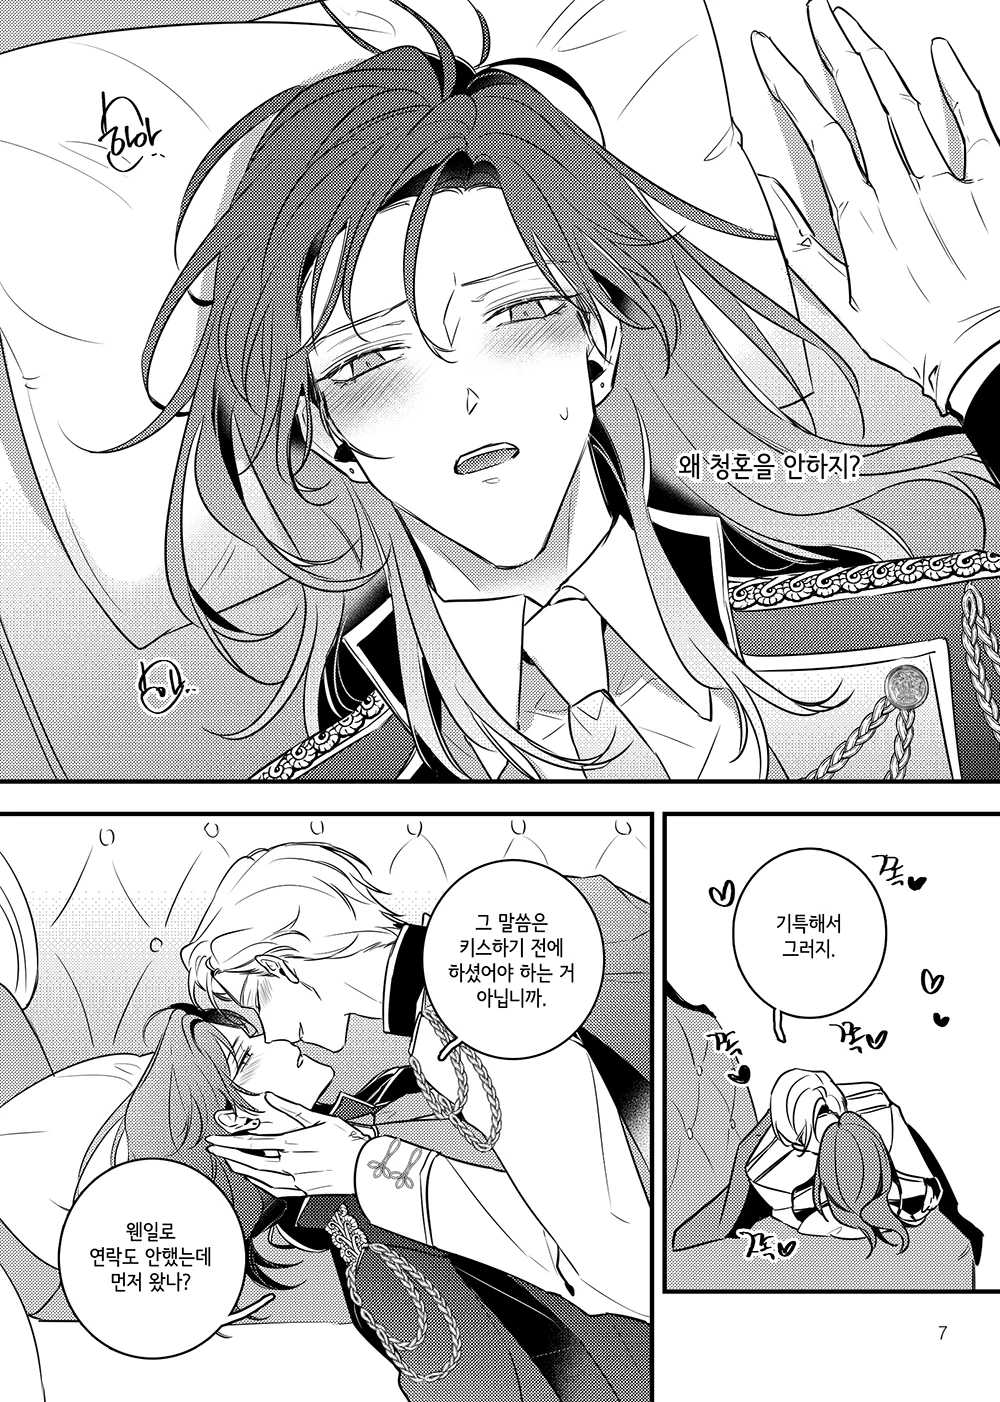 하아
하..
왜 청혼을 안하지?
웬일로
연락도 안했는데
먼저 왔나?
그 말씀은
키스하기 전에
하셨어야 하는 거
아닙니까.
기특해서
그러지.
쪽
쪽
쪽
쪽
7